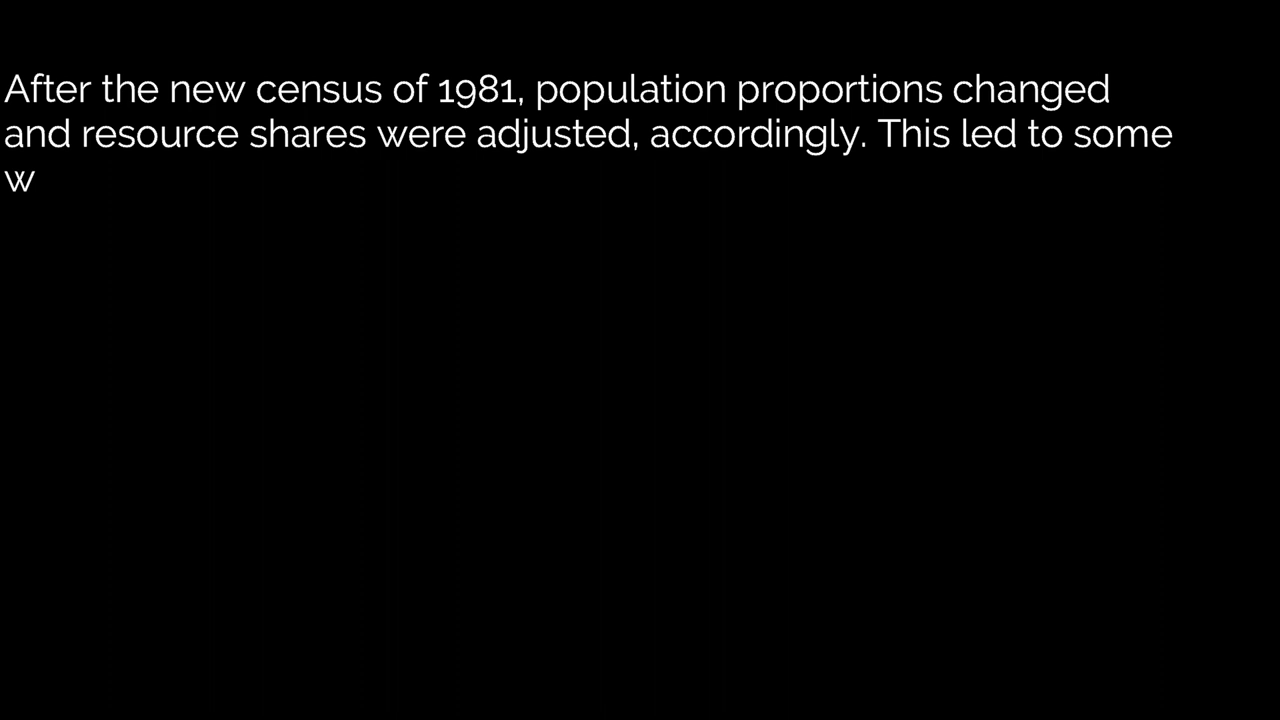 After the new census of 1981, population proportions changed
and resource shares were adjusted, accordingly. This led to some
w